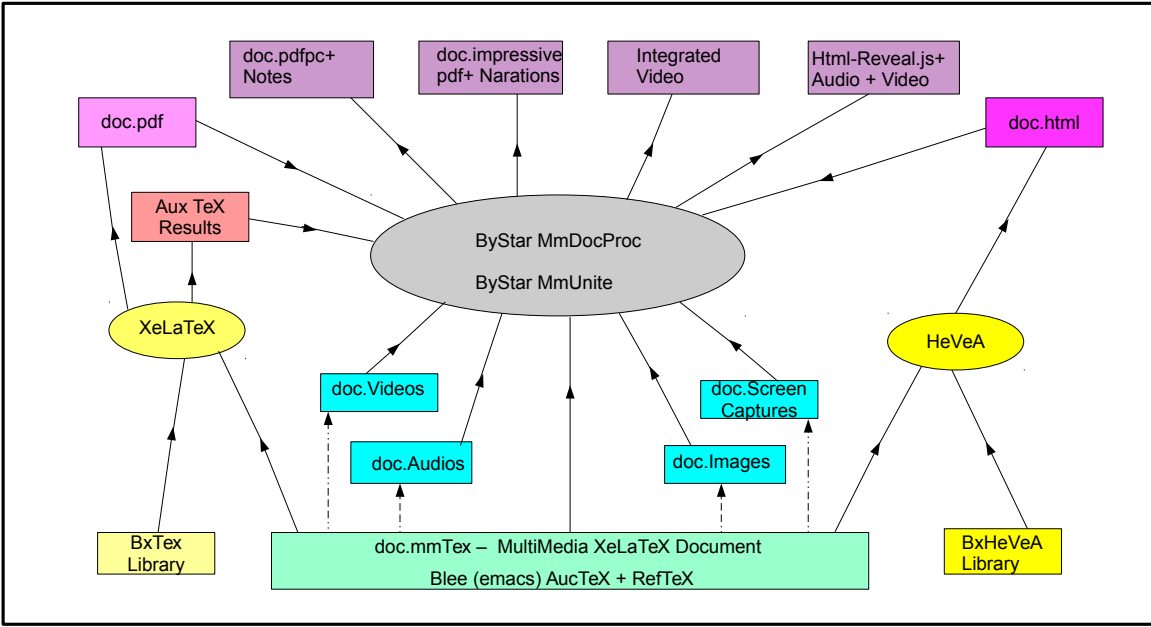 doc.pdfpc+
Notes
doc.impressive
pdf+ Narations
Integrated
Video
Html-Reveal.js+
Audio + Video
doc.pdf
doc.html
Aux TeX
Results
ByStar MmDocProc
ByStar MmUnite
XeLaTeX
HeVeA
doc.Videos
doc.Screen
Captures
doc.Audios
doc.Images
BxTex
Library
doc.mmTex – MultiMedia XeLaTeX Document
Blee (emacs) AucTeX + RefTeX
BxHeVeA
Library